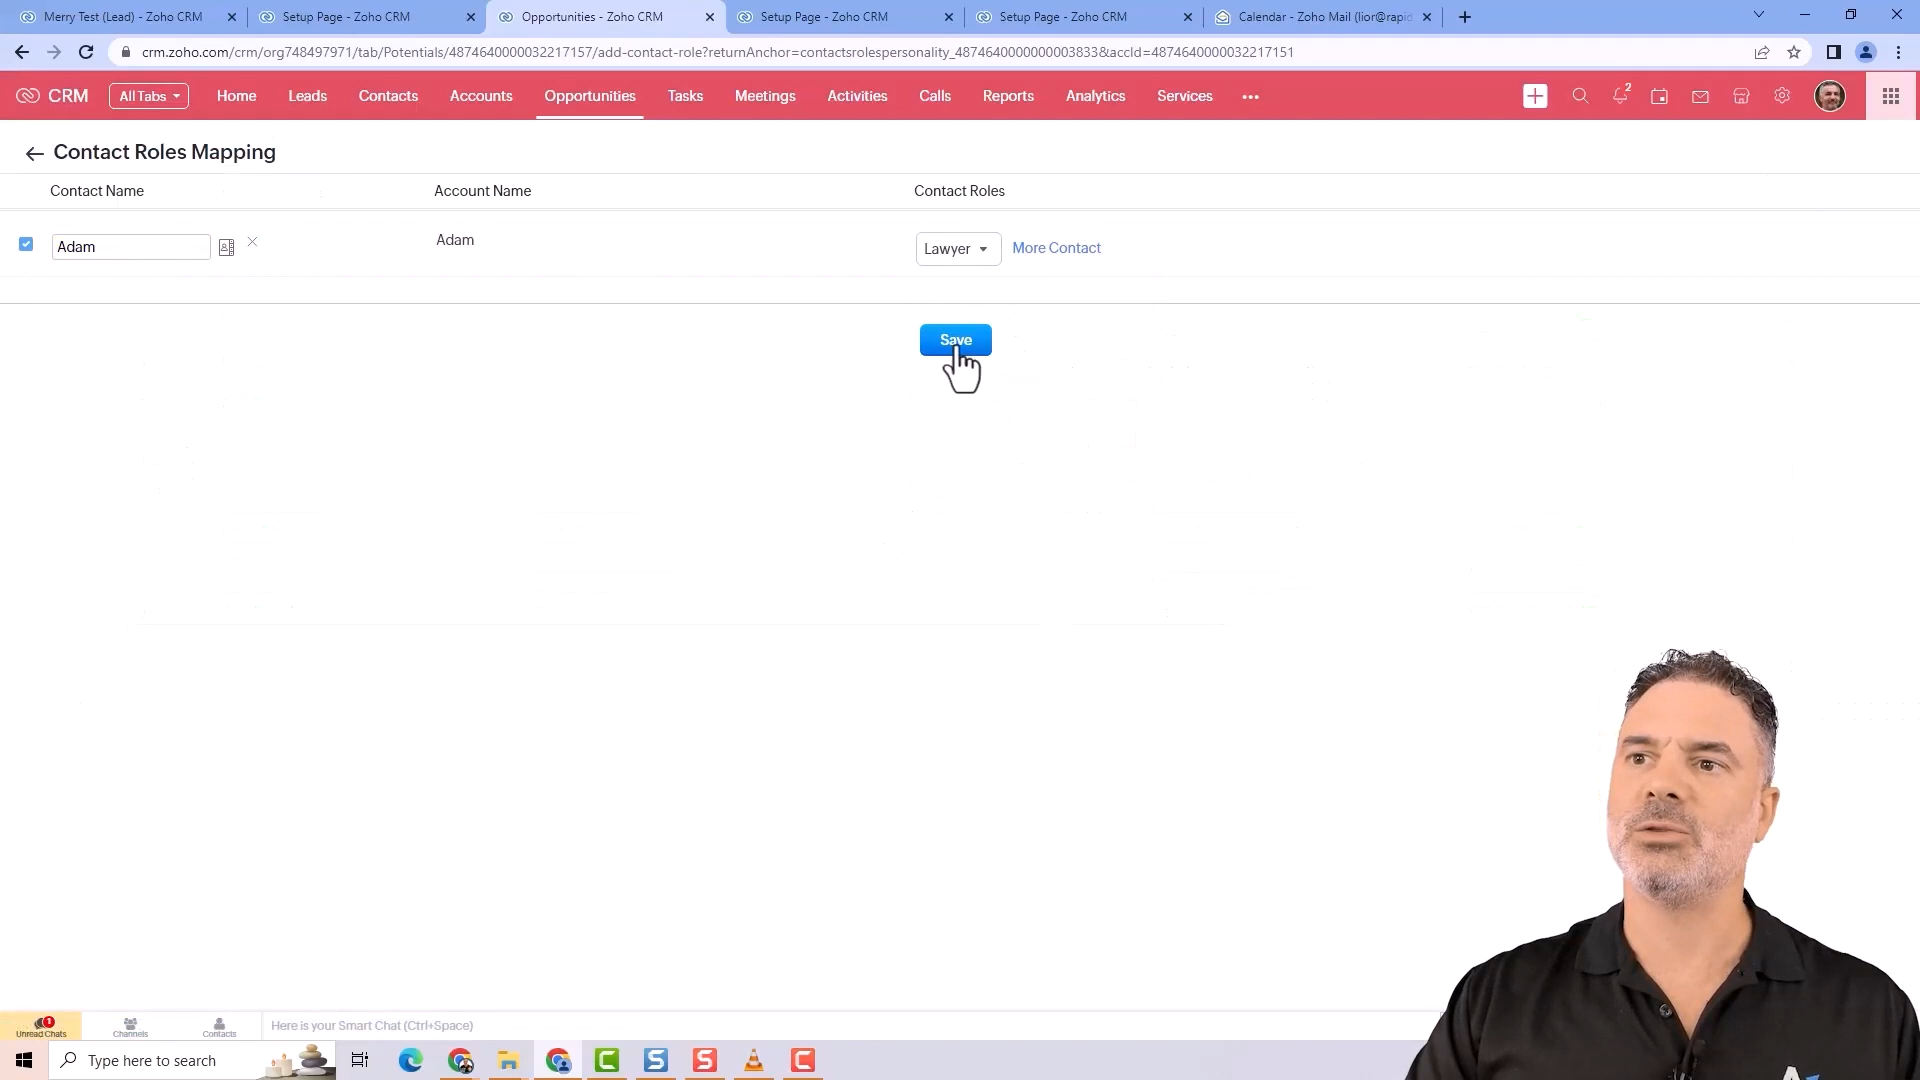 Merry Test (Lead) - Zoho CRM
Setup Page - Zoho CRM
Opportunities - Zoho CRM
Setup Page - Zoho CRM
Setup Page - Zoho CRM
Calendar - Zoho Mail (lior@rapid
crm.zoho.com/crm/org748497971/tab/Potentials/4874640000032217157/add-contact-role?returnAnchor=contactsrolespersonality_4874640000000003833&accId=4874640000032217151
CRM
All Tabs
Home
Leads
Contacts
Accounts
Opportunities
Tasks
Meetings
Activities
Calls
Reports
Analytics
Services
2
Contact Roles Mapping
Contact Name
Account Name
Contact Roles
Adam
Adam
Lawyer
More Contact
Save
1
Unread Chats
Channels
Contacts
Here is your Smart Chat (Ctrl+Space)
Type here to search